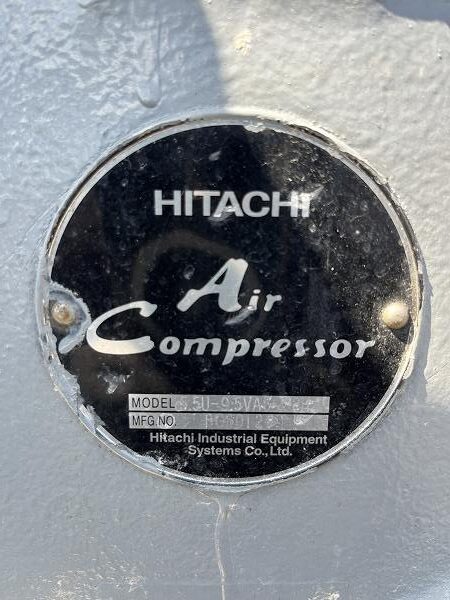 HITACHI
Air
Compressor
MODEL
MFG.NO.
Hitachi Industrial Equipment
Systems Co.,Ltd.